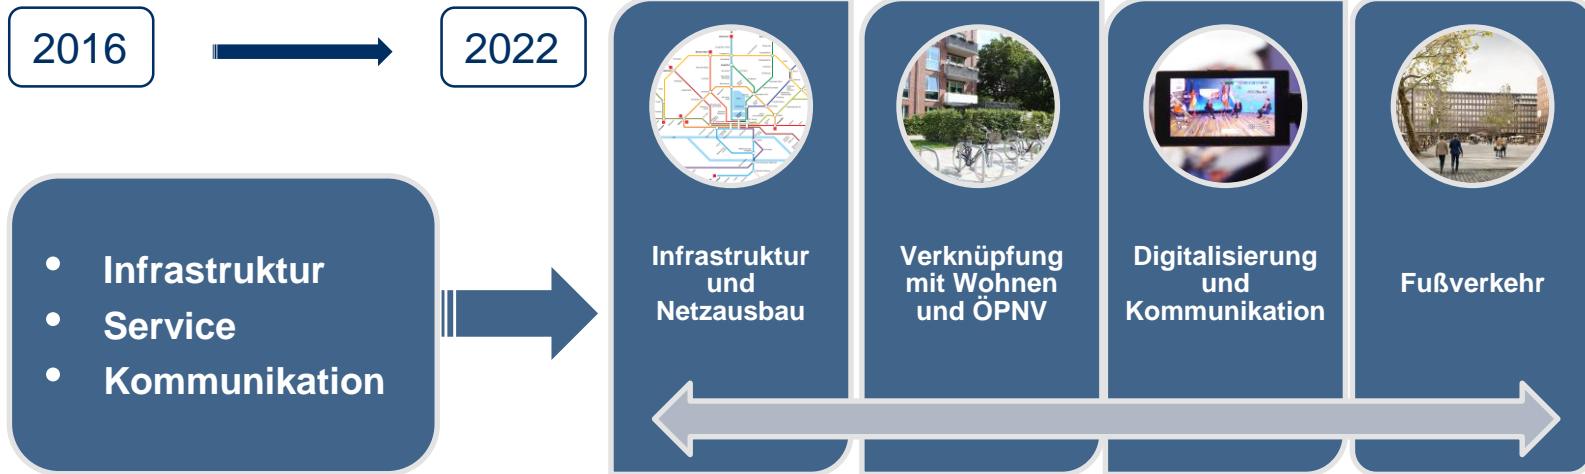 2016
2022
• Infrastruktur
• Service
• Kommunikation
Infrastruktur
und
Netzausbau
Verknüpfung
mit Wohnen
und ÖPNV
Digitalisierung
und
Kommunikation
Fußverkehr